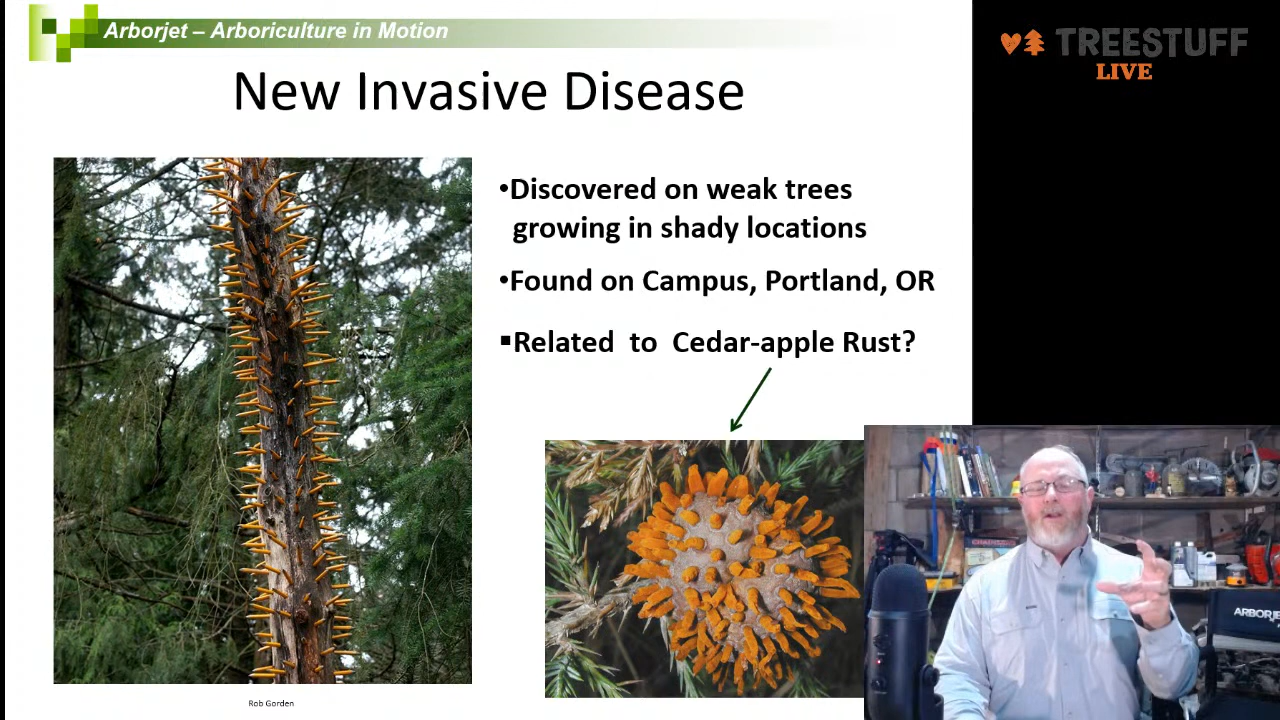 Arborjet – Arboriculture in Motion
TREESTUFF
LIVE
New Invasive Disease
•Discovered on weak trees
growing in shady locations
•Found on Campus, Portland, OR
▪Related to Cedar-apple Rust?
Rob Gorden